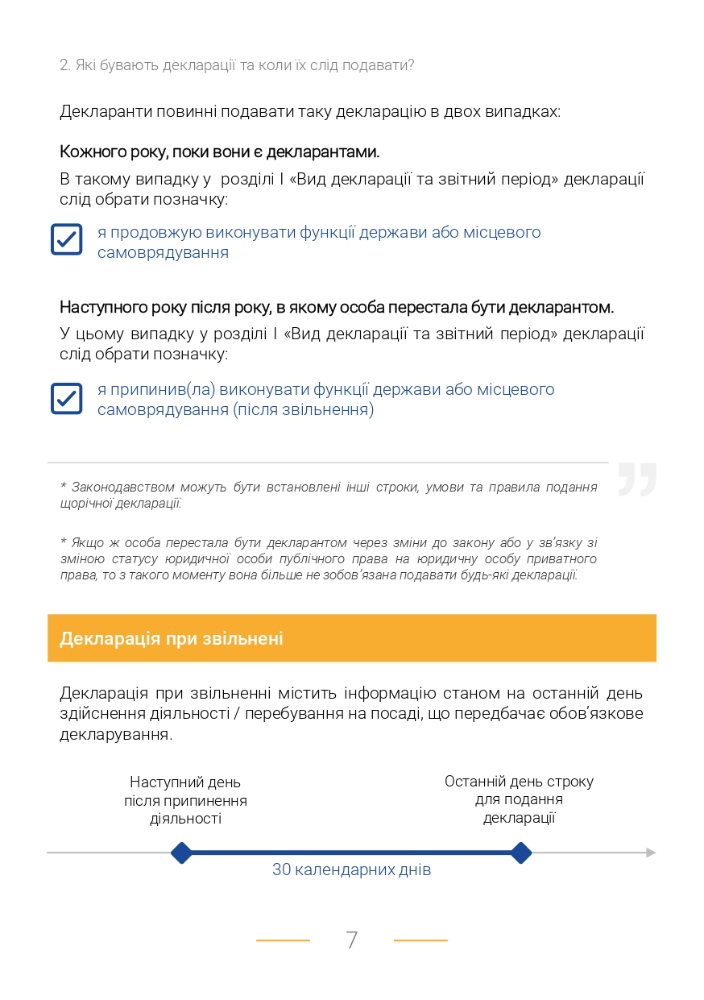 2. Які бувають декларації та коли їх слід подавати?
Декларанти повинні подавати таку декларацію в двох випадках:
Кожного року, поки вони є декларантами.
В такому випадку у розділі І «Вид декларації та звітний період» декларації
слід обрати позначку:
я продовжую виконувати функції держави або місцевого
самоврядування
Наступного року після року, в якому особа перестала бути декларантом.
У цьому випадку у розділі І «Вид декларації та звітний період» декларації
слід обрати позначку:
я припинив(ла) виконувати функції держави або місцевого
самоврядування (після звільнення)
* Законодавством можуть бути встановлені інші строки, умови та правила подання
щорічної декларації.
* Якщо ж особа перестала бути декларантом через зміни до закону або у зв’язку зі
зміною статусу юридичної особи публічного права на юридичну особу приватного
права, то з такого моменту вона більше не зобов’язана подавати будь-які декларації.
Декларація при звільнені
Декларація при звільненні містить інформацію станом на останній день
здійснення діяльності / перебування на посаді, що передбачає обов’язкове
декларування.
Наступний день
після припинення
діяльності
Останній день строку
для подання
декларації
30 календарних днів
7